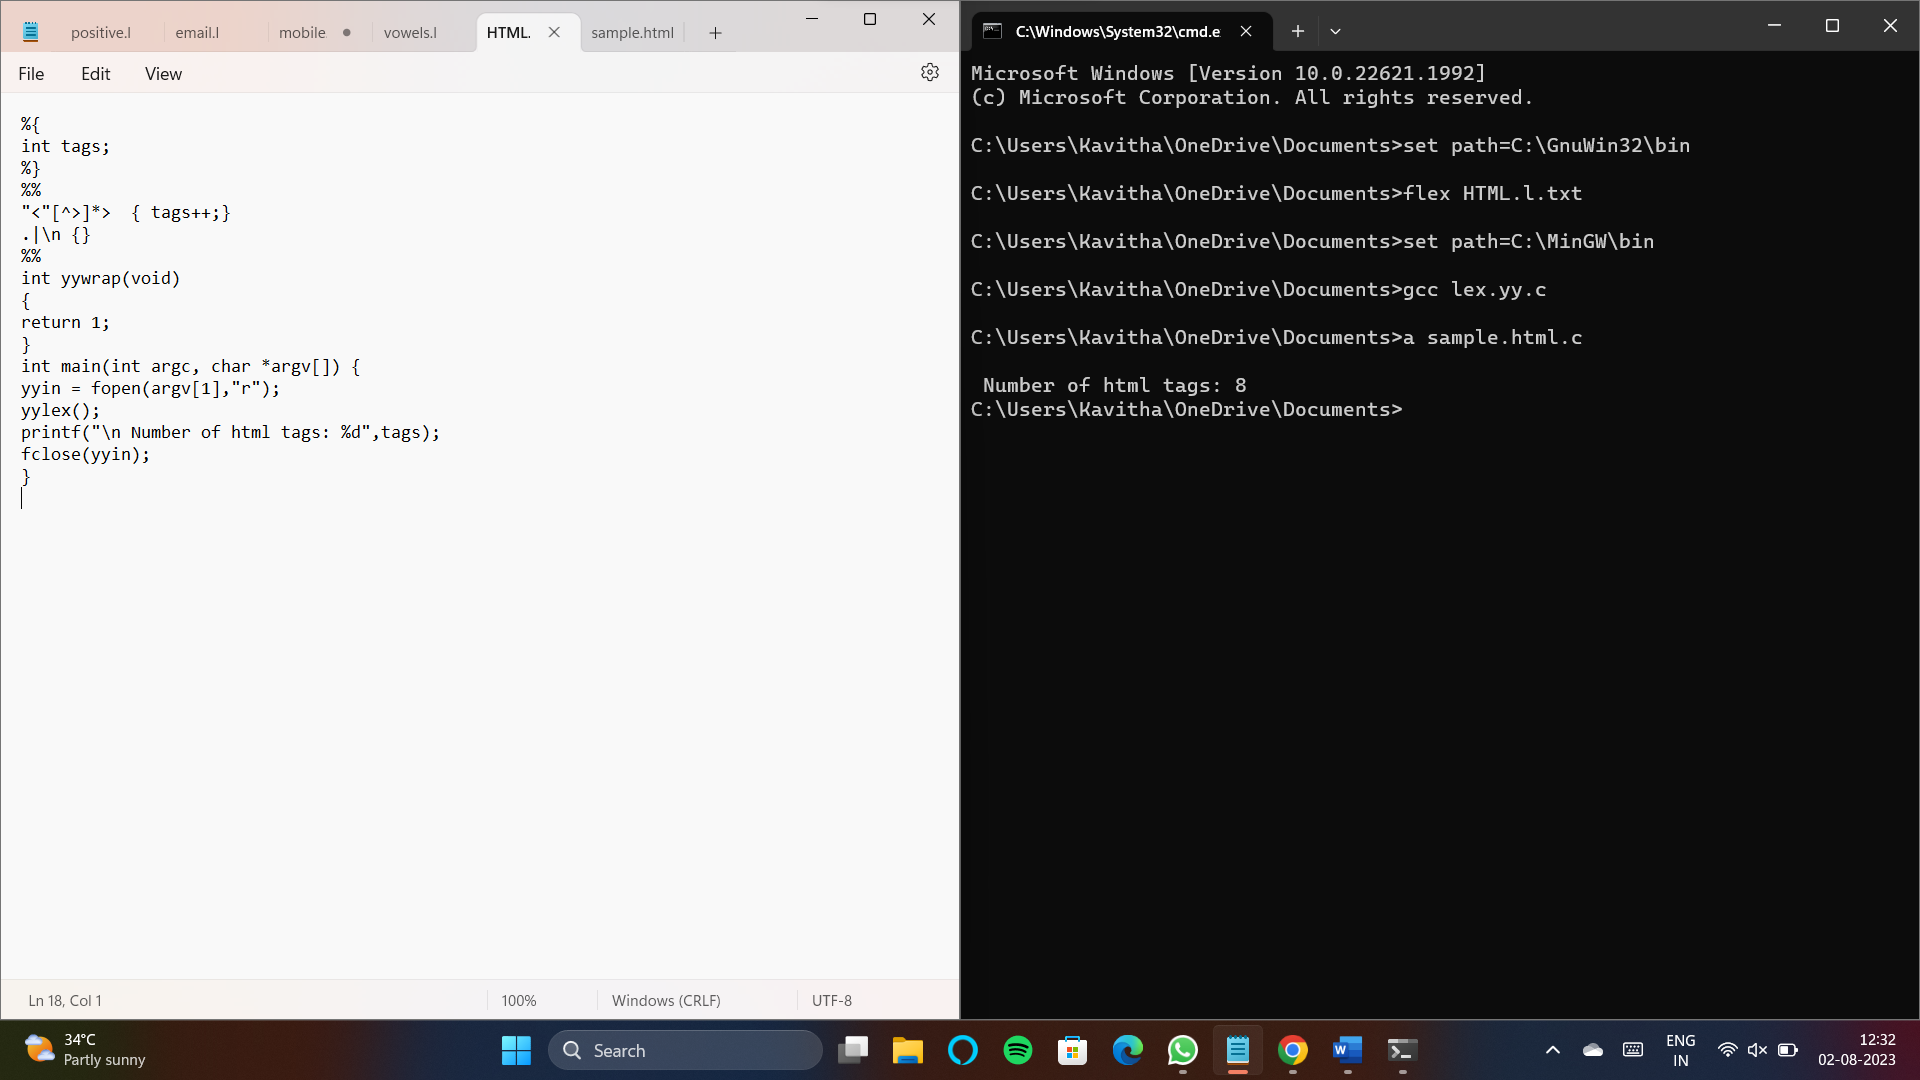 positive.l
email.l
mobile
vowels.l
HTML.
sample.html
File
Edit
View
%{
int tags;
%}
%%
"<"[^>]*>  { tags++;}
.|\n {}
%%
int yywrap(void)
{
return 1;
}
int main(int argc, char *argv[]) {
yyin = fopen(argv[1],"r");
yylex();
printf("\n Number of html tags: %d",tags);
fclose(yyin);
}
Ln 18, Col 1
100%
Windows (CRLF)
UTF-8
C:\Windows\System32\cmd.e
Microsoft Windows [Version 10.0.22621.1992]
(c) Microsoft Corporation. All rights reserved.
C:\Users\Kavitha\OneDrive\Documents>set path=C:\GnuWin32\bin
C:\Users\Kavitha\OneDrive\Documents>flex HTML.l.txt
C:\Users\Kavitha\OneDrive\Documents>set path=C:\MinGW\bin
C:\Users\Kavitha\OneDrive\Documents>gcc lex.yy.c
C:\Users\Kavitha\OneDrive\Documents>a sample.html.c
Number of html tags: 8
C:\Users\Kavitha\OneDrive\Documents>
34°C
Partly sunny
Search
ENG
IN
12:32
02-08-2023